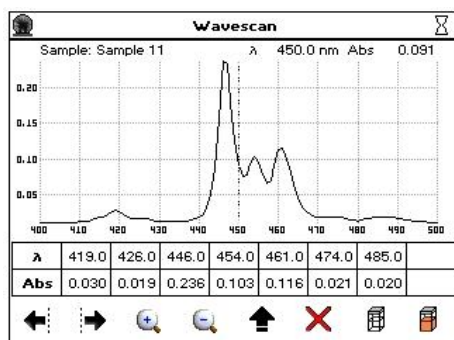 Wavescan
Sample: Sample 11 λ 450.0 nm Abs 0.091
0.20
0.15
0.10
0.05
400 410 420 430 440 450 460 470 480 490 500
λ 419.0 426.0 446.0 454.0 461.0 474.0 485.0
Abs 0.030 0.019 0.236 0.103 0.116 0.021 0.020